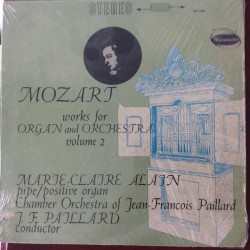 STEREO
MOZART
works for
ORGAN and ORCHESTRA
volume 2
MARIE-CLAIRE ALAIN
pipe/positive organ
Chamber Orchestra of Jean-François Paillard
J. F. PAILLARD
conductor